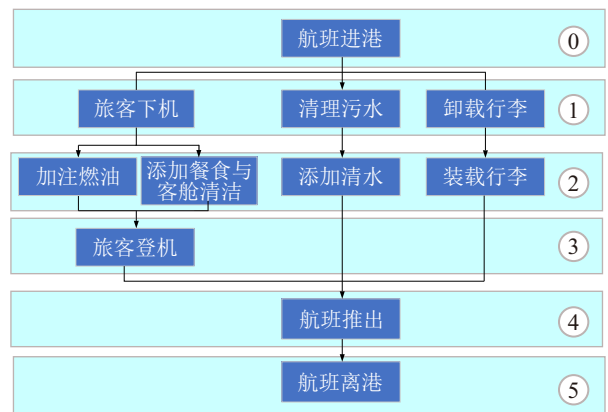 航班进港
0
旅客下机
清理污水
卸载行李
1
加注燃油
添加餐食与
客舱清洁
添加清水
装载行李
2
旅客登机
3
航班推出
4
航班离港
5